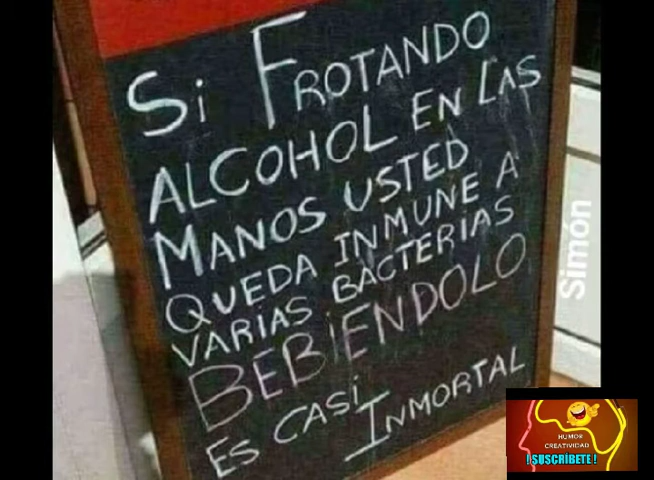 Si FROTANDO
ALCOHOL EN LAS
MANOS USTED
QUEDA INMUNE A
VARIAS BACTERIAS
BEBiENDOLO
ES CASi
INMORTAL
Simón
HUMOR
CREATIVIDAD
¡SUSCRÍBETE!